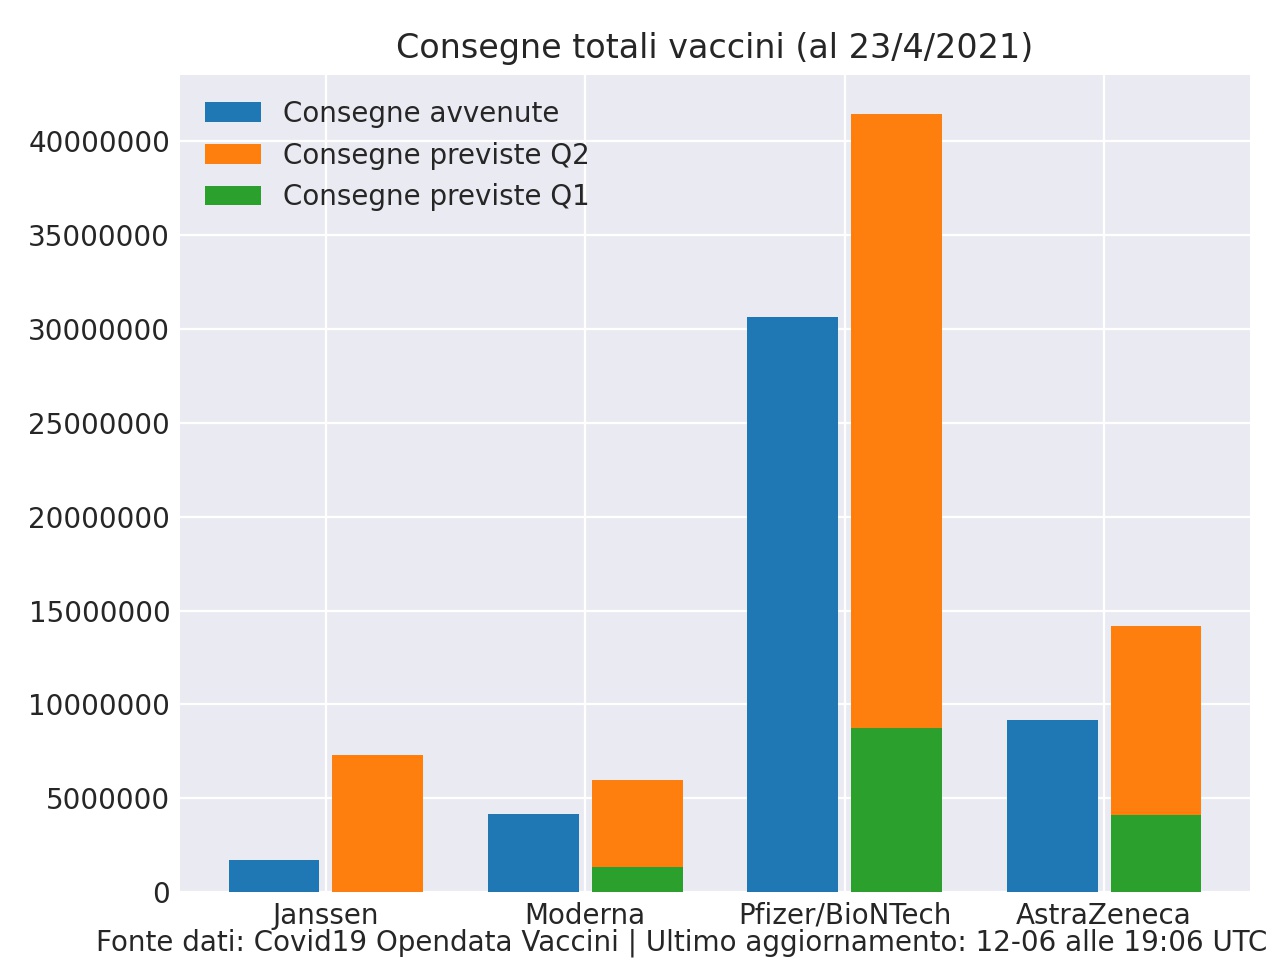 Consegne totali vaccini (al 23/4/2021)
Consegne avvenute
Consegne previste Q2
Consegne previste Q1
40000000
35000000
30000000
25000000
20000000
15000000
10000000
5000000
0
Janssen Moderna Pfizer/BioNTech AstraZeneca
Fonte dati: Covid19 Opendata Vaccini | Ultimo aggiornamento: 12-06 alle 19:06 UTC